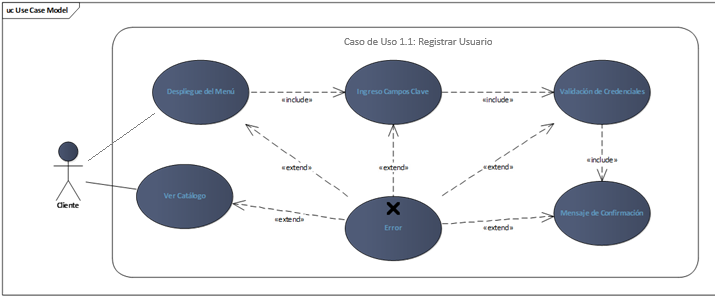 uc Use Case Model
Caso de Uso 1.1: Registrar Usuario
Despliegue del Menú
«include»
Ingreso Campos Clave
«include»
Validación de Credenciales
«extend»
«extend»
«extend»
«include»
Cliente
Ver Catálogo
«extend»
Error
«extend»
Mensaje de Confirmación